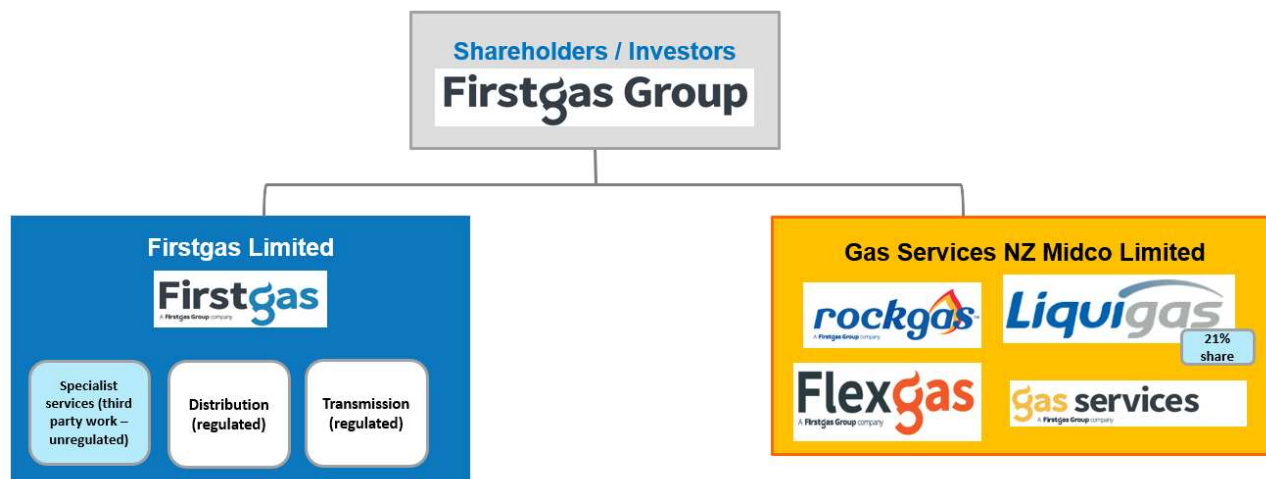 Shareholders / Investors
Firstgas Group
Firstgas Limited
Firstgas
A Firstgas Group company
Specialist
services (third
party work –
unregulated)
Distribution
(regulated)
Transmission
(regulated)
Gas Services NZ Midco Limited
rockgas™
A Firstgas Group company
Liquigas
21%
share
Flexgas
A Firstgas Group company
gas services
A Firstgas Group company